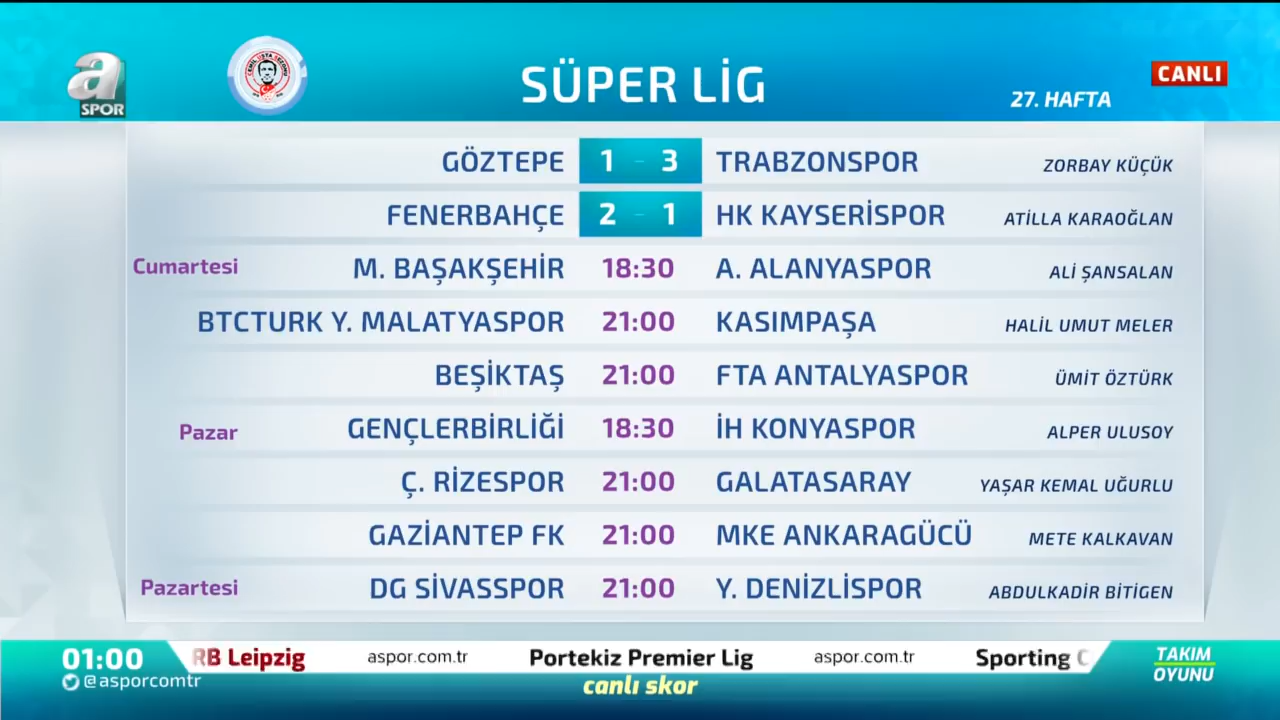 a SPOR
SÜPER LİG
27. HAFTA
CANLI
GÖZTEPE 1 - 3 TRABZONSPOR ZORBAY KÜÇÜK
FENERBAHÇE 2 - 1 HK KAYSERİSPOR ATİLLA KARAOĞLAN
Cumartesi M. BAŞAKŞEHİR 18:30 A. ALANYASPOR ALİ ŞANSALAN
BTCTURK Y. MALATYASPOR 21:00 KASIMPAŞA HALİL UMUT MELER
BEŞİKTAŞ 21:00 FTA ANTALYASPOR ÜMİT ÖZTÜRK
Pazar GENÇLERBİRLİĞİ 18:30 İH KONYASPOR ALPER ULUSOY
Ç. RİZESPOR 21:00 GALATASARAY YAŞAR KEMAL UĞURLU
GAZİANTEP FK 21:00 MKE ANKARAGÜCÜ METE KALKAVAN
Pazartesi DG SİVASSPOR 21:00 Y. DENİZLİSPOR ABDULKADİR BİTİGEN
01:00 RB Leipzig aspor.com.tr Portekiz Premier Lig aspor.com.tr Sporting C TAKIM
@asporcomtr canlı skor OYUNU